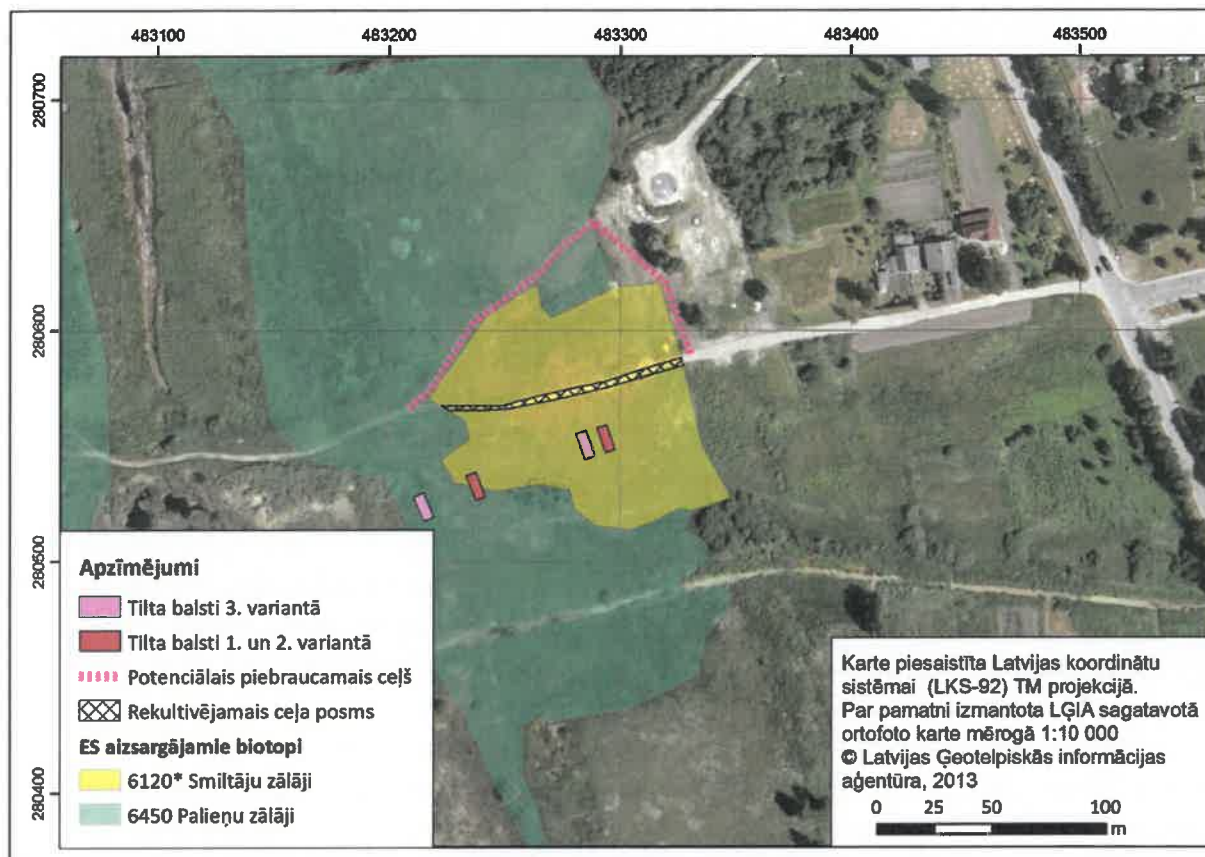 483100 483200 483300 483400 483500
280700
280600
280500
280400
Apzīmējumi
Tilta balsti 3. variantā
Tilta balsti 1. un 2. variantā
Potenciālais piebraucamais ceļš
Rekultivējamais ceļa posms
ES aizsargājamie biotopi
6120* Smiltāju zālāji
6450 Palieņu zālāji
Karte piesaistīta Latvijas koordinātu
sistēmai (LKS-92) TM projekcijā.
Par pamatni izmantota LĢIA sagatavotā
ortofoto karte mērogā 1:10 000
© Latvijas Ģeotelpiskās informācijas
aģentūra, 2013
0 25 50 100
m